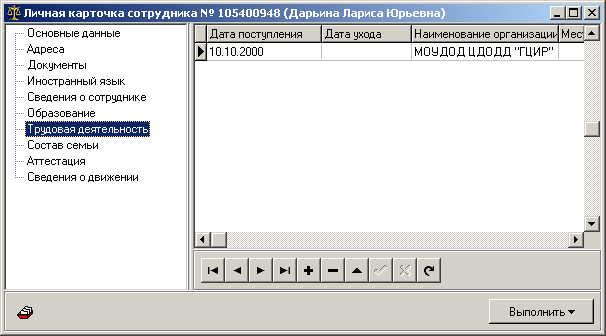 Личная карточка сотрудника № 105400948 (Дарьина Лариса Юрьевна)
Основные данные
Адреса
Документы
Иностранный язык
Сведения о сотруднике
Образование
Трудовая деятельность
Состав семьи
Аттестация
Сведения о движении
Дата поступления Дата ухода Наименование организации Мес
10.10.2000 МОУДОД ЦДОДД "ГЦИР"
Выполнить